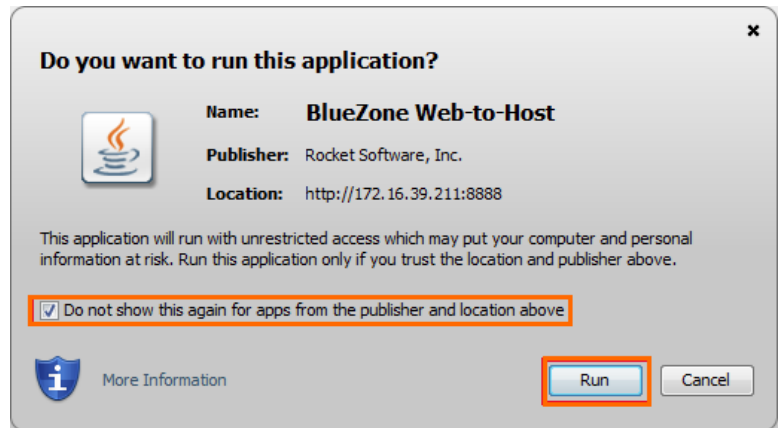 Do you want to run this application?
Name: BlueZone Web-to-Host
Publisher: Rocket Software, Inc.
Location: http://172.16.39.211:8888
This application will run with unrestricted access which may put your computer and personal
information at risk. Run this application only if you trust the location and publisher above.
Do not show this again for apps from the publisher and location above
More Information
Run
Cancel